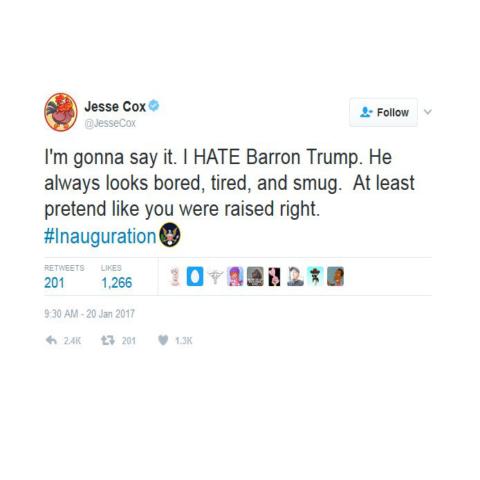 Jesse Cox
@JesseCox
Follow
I'm gonna say it. I HATE Barron Trump. He
always looks bored, tired, and smug. At least
pretend like you were raised right.
#Inauguration
RETWEETS LIKES
201 1,266
9:30 AM - 20 Jan 2017
2.4K 201 1.3K